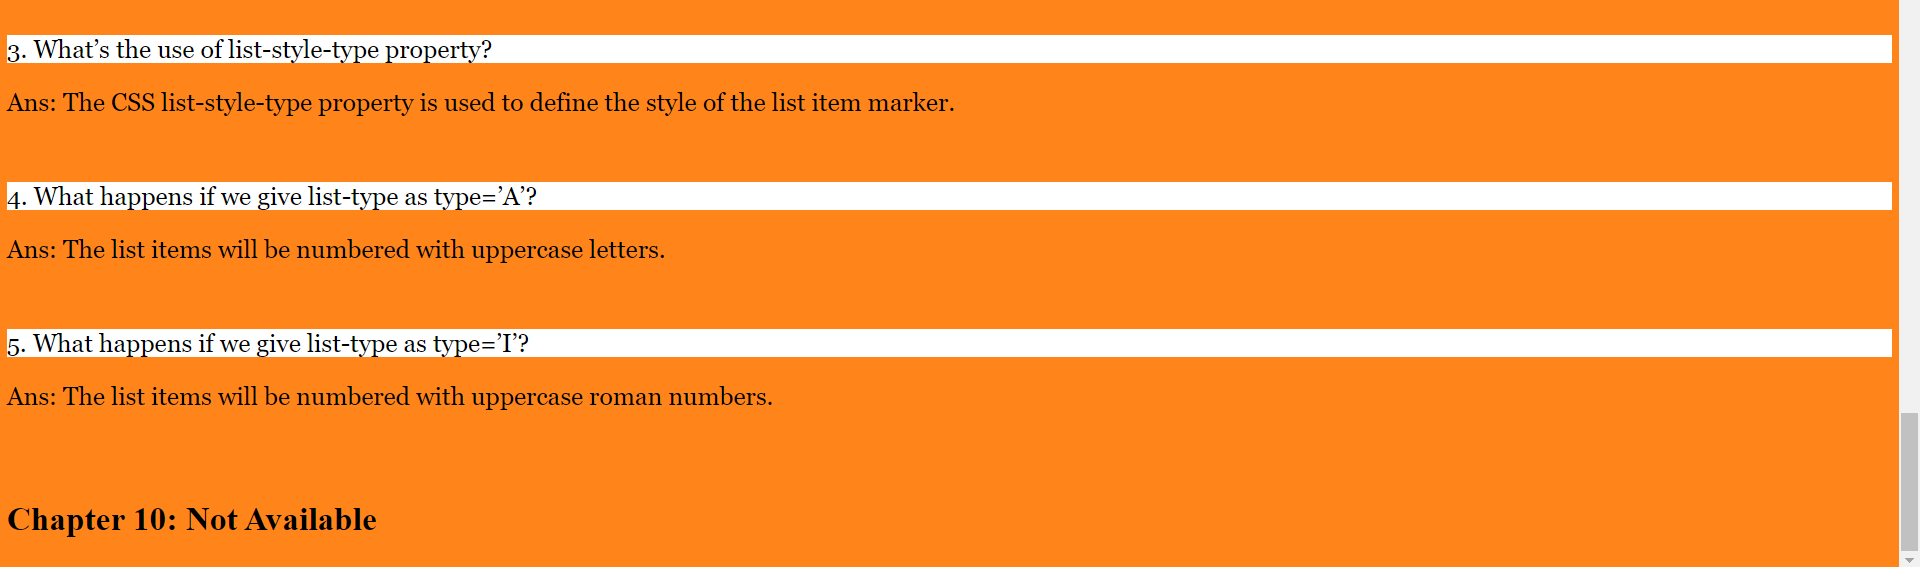 3. What’s the use of list-style-type property?
Ans: The CSS list-style-type property is used to define the style of the list item marker.
4. What happens if we give list-type as type=’A’?
Ans: The list items will be numbered with uppercase letters.
5. What happens if we give list-type as type=’I’?
Ans: The list items will be numbered with uppercase roman numbers.
Chapter 10: Not Available